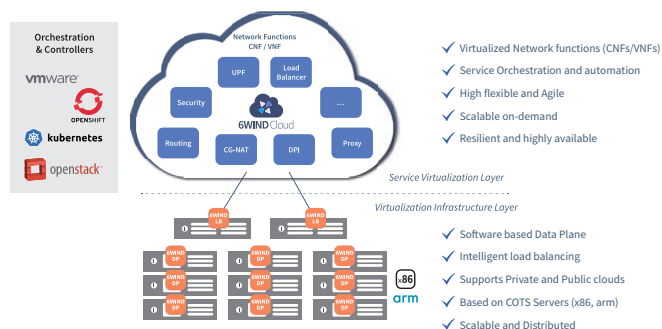 Orchestration
& Controllers
vmware®
OPENSHIFT
kubernetes
openstack™
Network Functions
CNF / VNF
UPF
Load
Balancer
Security
...
6WIND Cloud
Routing
CG-NAT
DPI
Proxy
Virtualized Network functions (CNFs/VNFs)
Service Orchestration and automation
High flexible and Agile
Scalable on-demand
Resilient and highly available
Service Virtualization Layer
Virtualization Infrastructure Layer
6WIND
LB
6WIND
LB
6WIND
DP
6WIND
DP
6WIND
DP
6WIND
DP
6WIND
DP
6WIND
DP
6WIND
DP
6WIND
DP
6WIND
DP
x86
arm
Software based Data Plane
Intelligent load balancing
Supports Private and Public clouds
Based on COTS Servers (x86, arm)
Scalable and Distributed